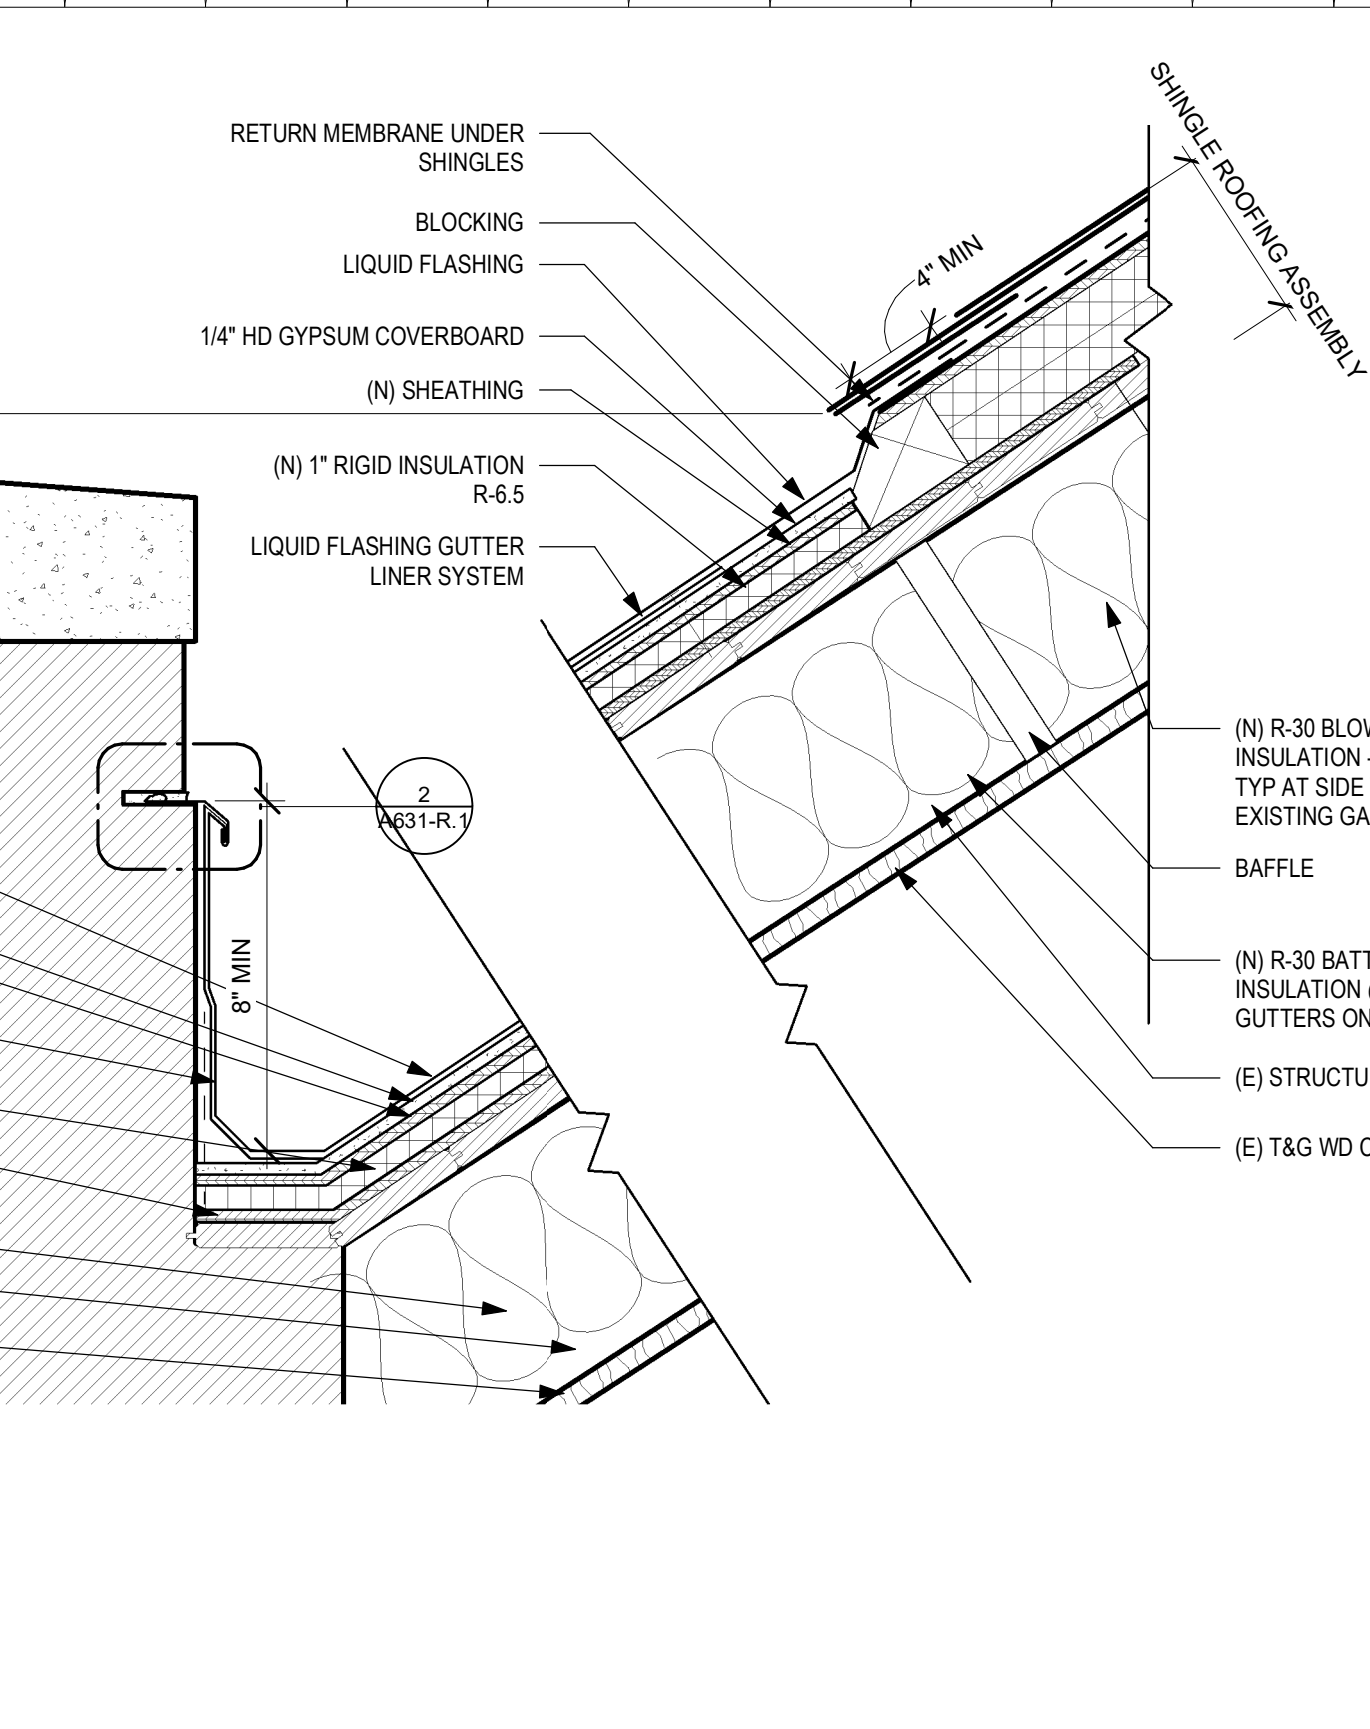 RETURN MEMBRANE UNDER
SHINGLES
BLOCKING
LIQUID FLASHING
1/4" HD GYPSUM COVERBOARD
(N) SHEATHING
(N) 1" RIGID INSULATION
R-6.5
LIQUID FLASHING GUTTER
LINER SYSTEM
4" MIN
SHINGLE ROOFING ASSEMBLY
2
A631-R.1
8" MIN
(N) R-30 BLOW
INSULATION -
TYP AT SIDE
EXISTING GA
BAFFLE
(N) R-30 BATT
INSULATION
GUTTERS ON
(E) STRUCTU
(E) T&G WD